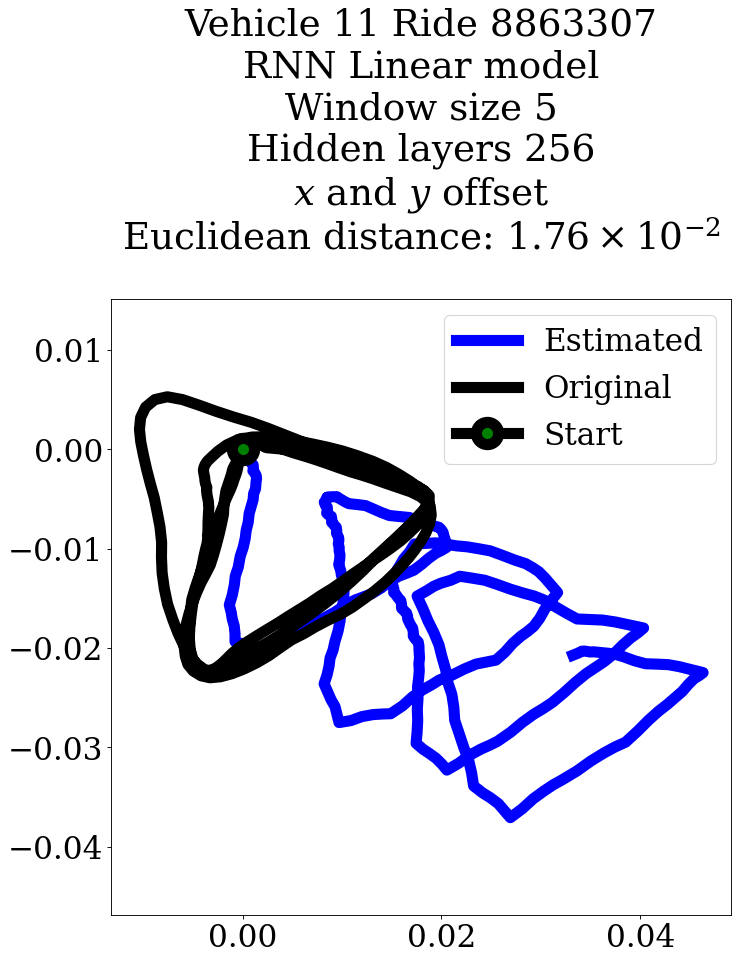 Vehicle 11 Ride 8863307
RNN Linear model
Window size 5
Hidden layers 256
x and y offset
Euclidean distance: 1.76 × 10⁻²
Estimated
Original
Start
0.01
0.00
−0.01
−0.02
−0.03
−0.04
0.00 0.02 0.04